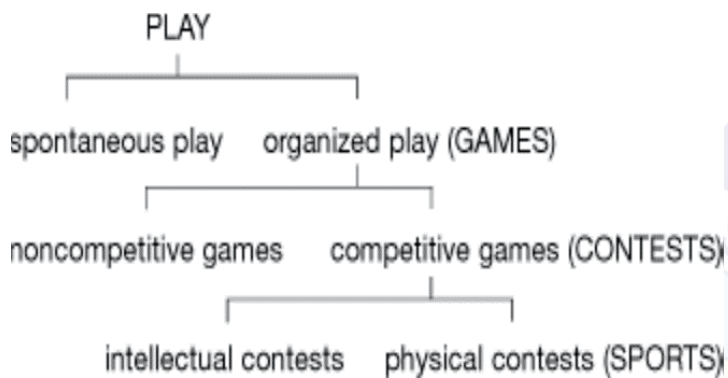 PLAY
spontaneous play organized play (GAMES)
noncompetitive games competitive games (CONTESTS)
intellectual contests physical contests (SPORTS)